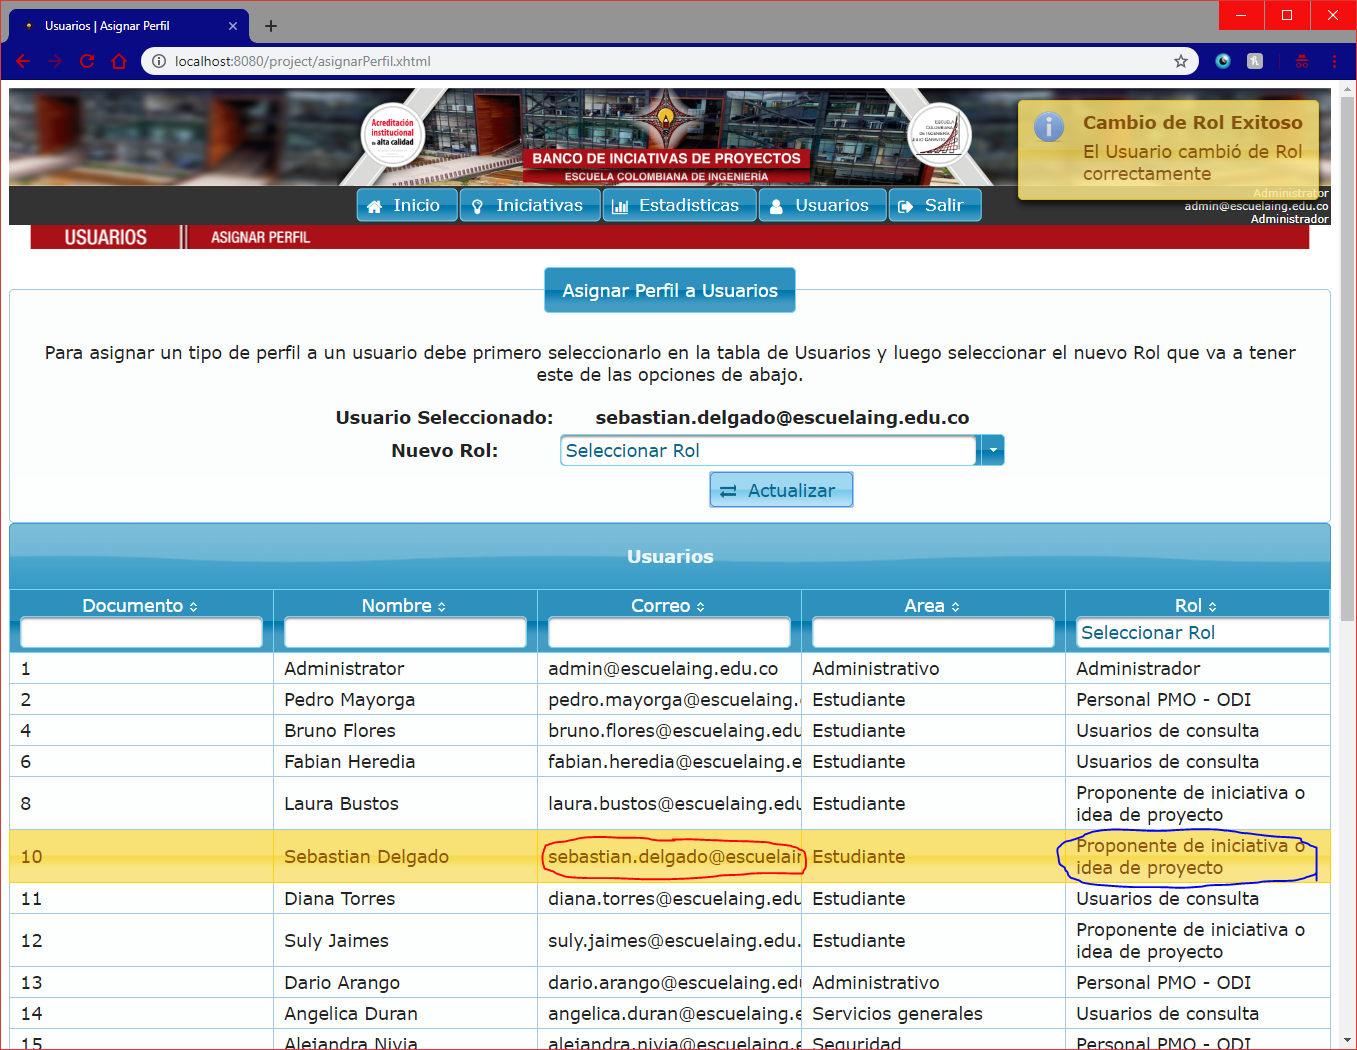 Usuarios | Asignar Perfil
localhost:8080/project/asignarPerfil.xhtml
Acreditación
institucional
de alta calidad
BANCO DE INCIATIVAS DE PROYECTOS
ESCUELA COLOMBIANA DE INGENIERÍA
ESCUELA
COLOMBIANA
DE INGENIERÍA
JULIO GARAVITO
Cambio de Rol Exitoso
El Usuario cambió de Rol
correctamente
Administrator
admin@escuelaing.edu.co
Administrador
Inicio
Iniciativas
Estadisticas
Usuarios
Salir
USUARIOS
ASIGNAR PERFIL
Asignar Perfil a Usuarios
Para asignar un tipo de perfil a un usuario debe primero seleccionarlo en la tabla de Usuarios y luego seleccionar el nuevo Rol que va a tener
este de las opciones de abajo.
Usuario Seleccionado: sebastian.delgado@escuelaing.edu.co
Nuevo Rol: Seleccionar Rol
Actualizar
Usuarios
Documento Nombre Correo Area Rol
Seleccionar Rol
1 Administrator admin@escuelaing.edu.co Administrativo Administrador
2 Pedro Mayorga pedro.mayorga@escuelaing. Estudiante Personal PMO - ODI
4 Bruno Flores bruno.flores@escuelaing.edu Estudiante Usuarios de consulta
6 Fabian Heredia fabian.heredia@escuelaing.e Estudiante Usuarios de consulta
8 Laura Bustos laura.bustos@escuelaing.edu Estudiante Proponente de iniciativa o
idea de proyecto
10 Sebastian Delgado sebastian.delgado@escuelain Estudiante Proponente de iniciativa o
idea de proyecto
11 Diana Torres diana.torres@escuelaing.edu Estudiante Usuarios de consulta
12 Suly Jaimes suly.jaimes@escuelaing.edu. Estudiante Proponente de iniciativa o
idea de proyecto
13 Dario Arango dario.arango@escuelaing.edu Administrativo Personal PMO - ODI
14 Angelica Duran angelica.duran@escuelaing.e Servicios generales Usuarios de consulta
15 Alejandra Nivia alejandra.nivia@escuelaing.e Seguridad Personal PMO - ODI